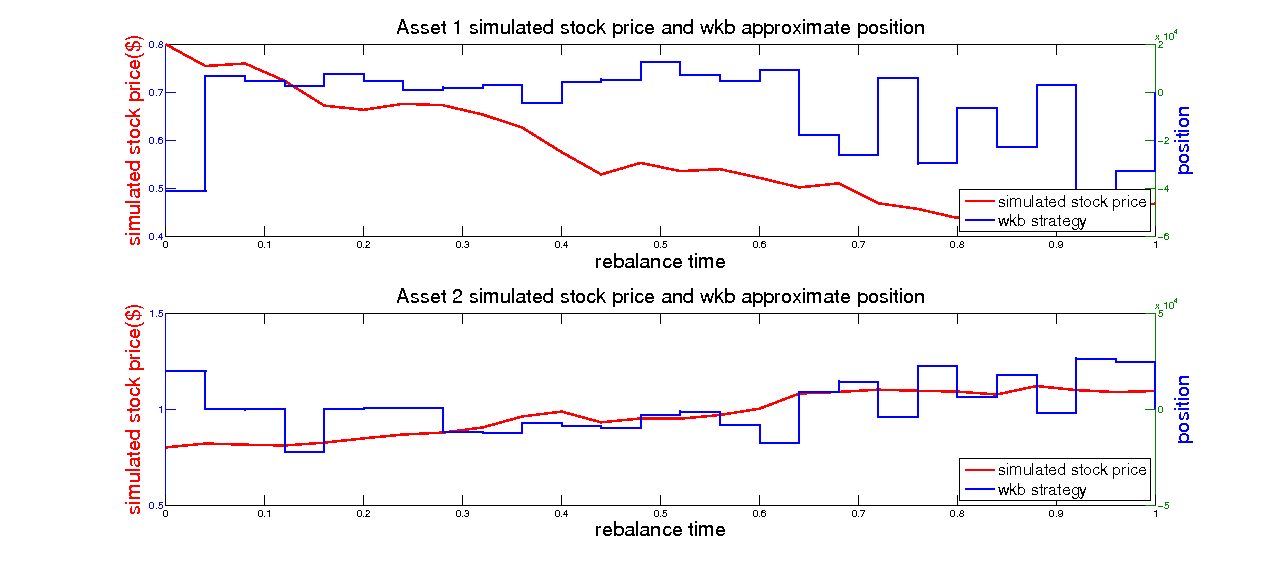 Asset 1 simulated stock price and wkb approximate position
x 10^4
simulated stock price($)
0.8
0.7
0.6
0.5
0.4
2
0
-2
-4
-6
position
simulated stock price
wkb strategy
0 0.1 0.2 0.3 0.4 0.5 0.6 0.7 0.8 0.9 1
rebalance time
Asset 2 simulated stock price and wkb approximate position
x 10^4
simulated stock price($)
1.5
1
0.5
5
0
-5
position
simulated stock price
wkb strategy
0 0.1 0.2 0.3 0.4 0.5 0.6 0.7 0.8 0.9 1
rebalance time